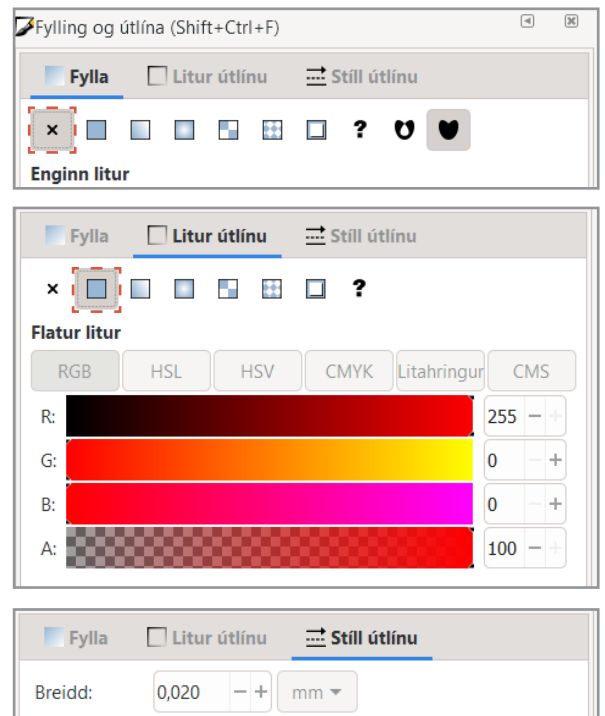 Fylling og útlína (Shift+Ctrl+F)
Fylla Litur útlínu Stíll útlínu
?
Enginn litur
Fylla Litur útlínu Stíll útlínu
?
Flatur litur
RGB HSL HSV CMYK Litahringur CMS
R: 255 − +
G: 0 − +
B: 0 − +
A: 100 − +
Fylla Litur útlínu Stíll útlínu
Breidd: 0,020 − + mm